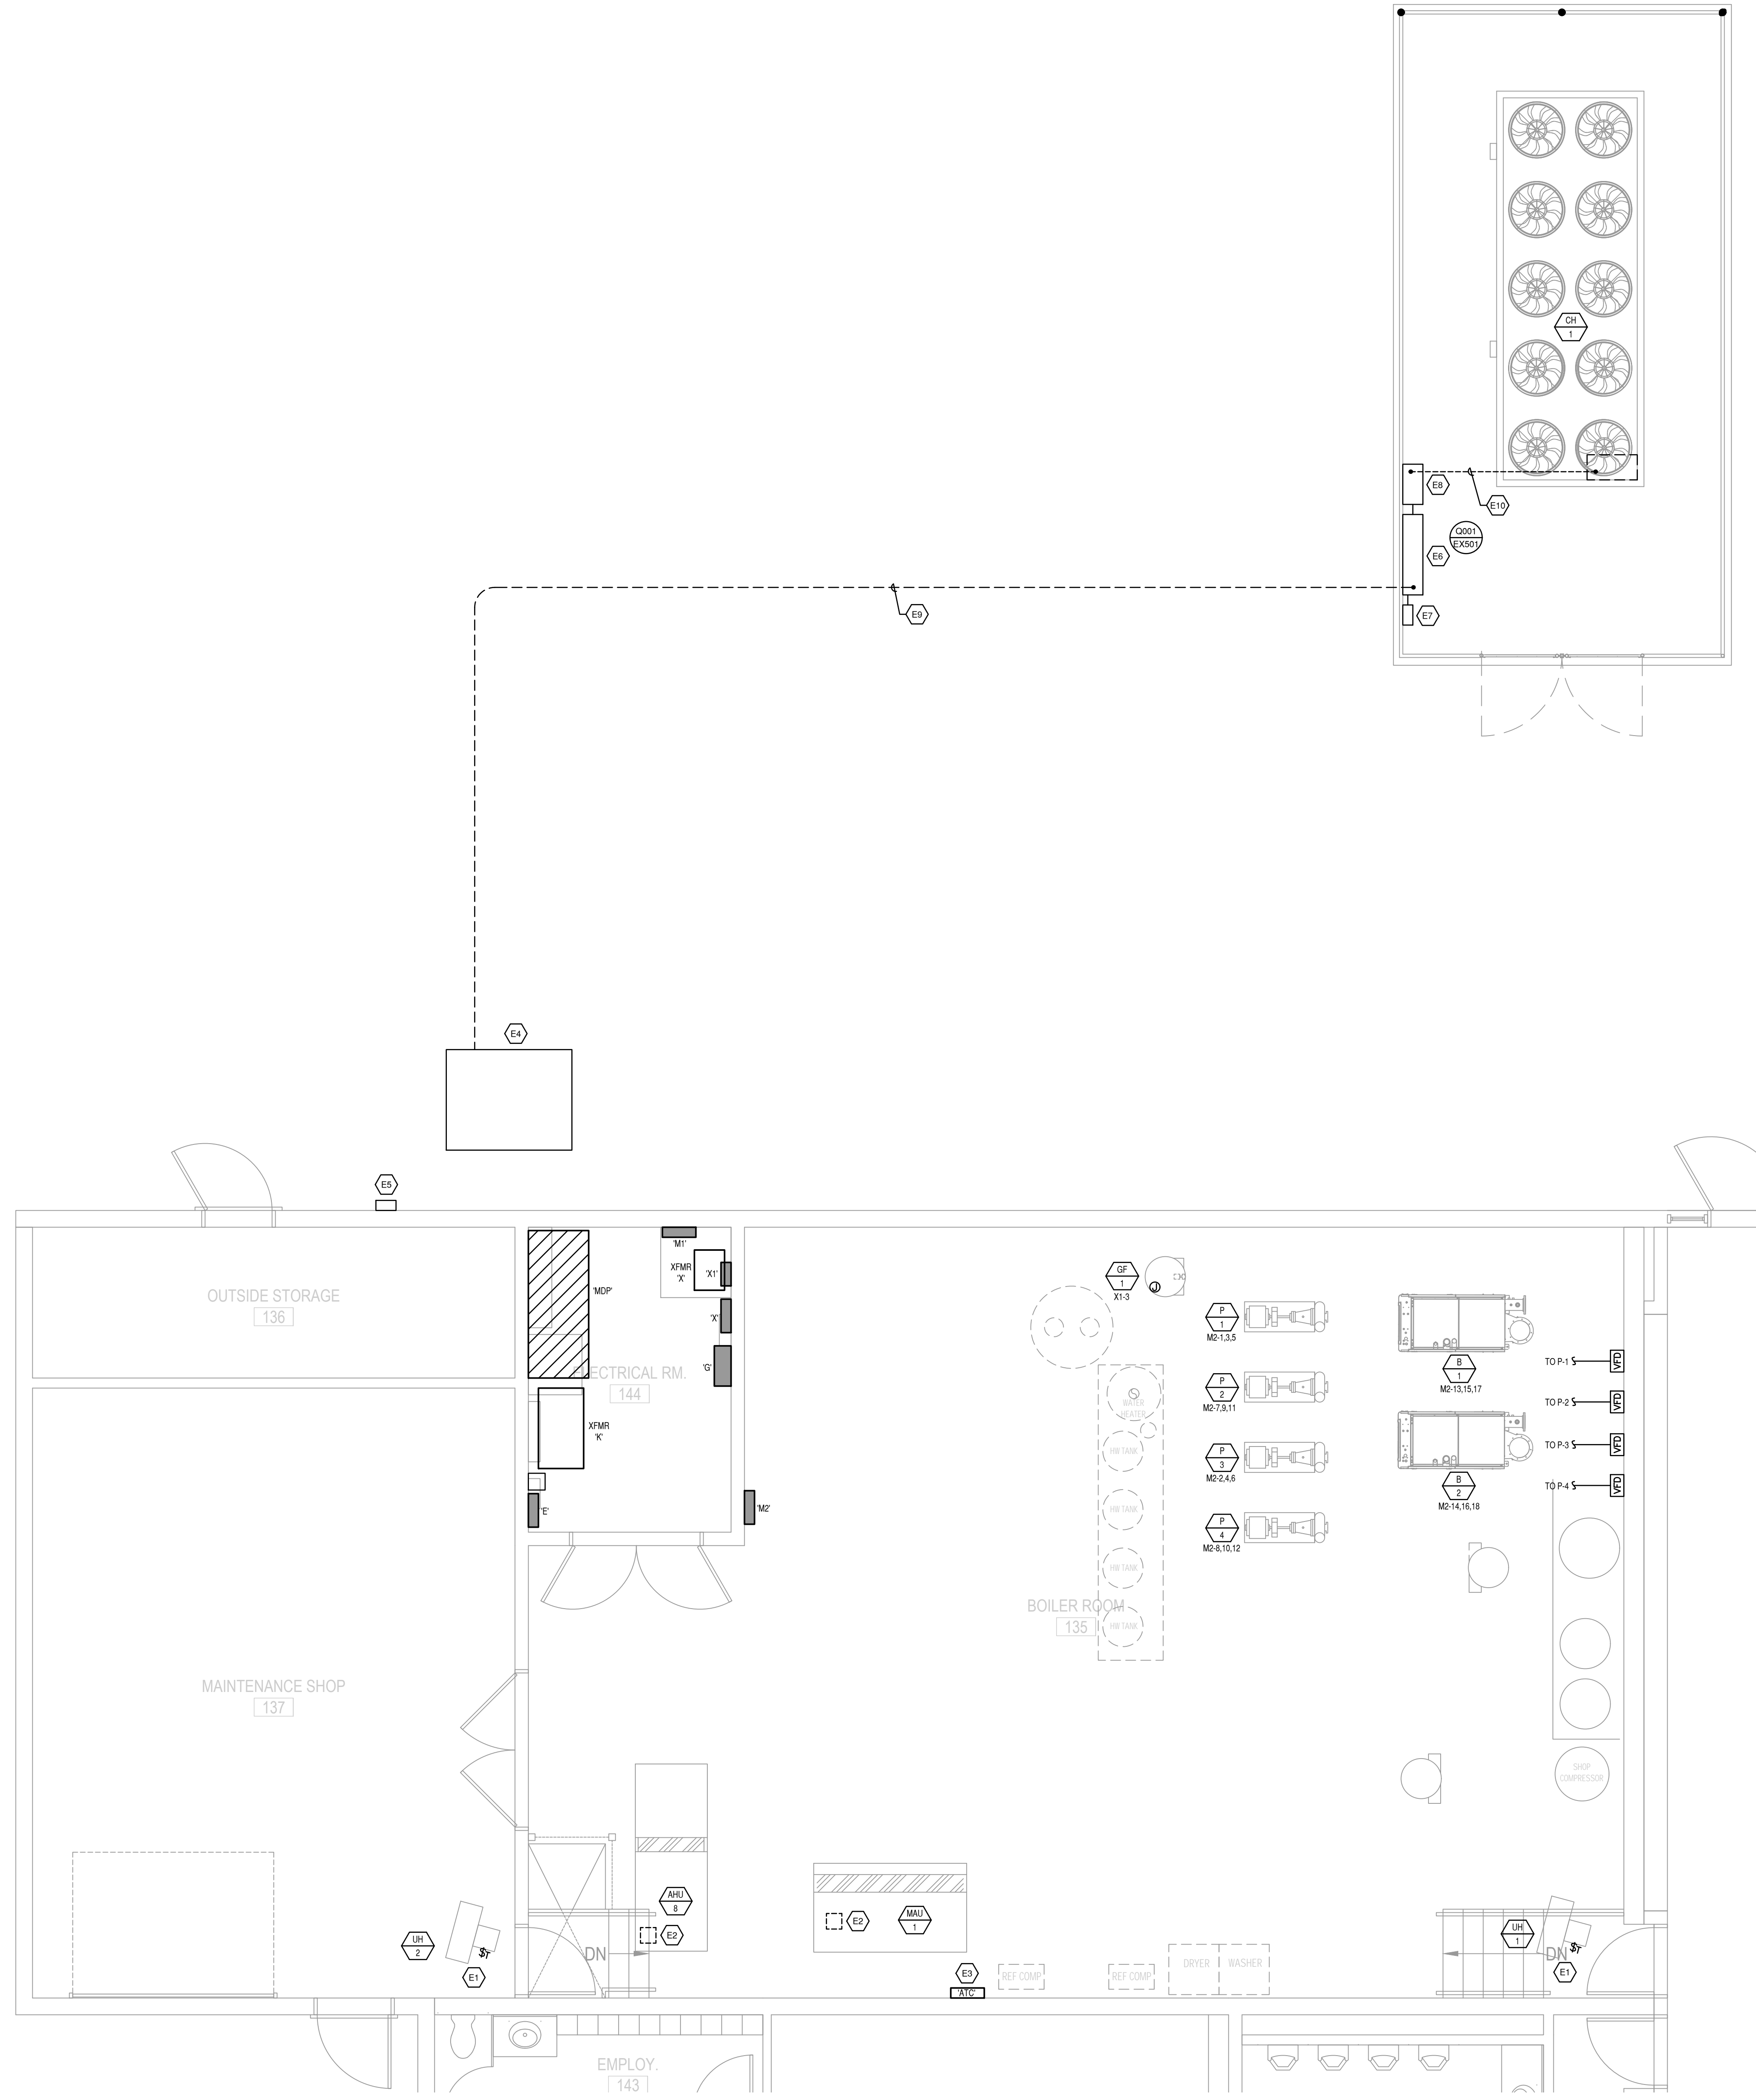 CH
1
E8
E10
Q001
EX501
E6
E9
E7
E4
E5
'M1'
XFMR
'X'
'X1'
'MDP'
'X'
'G'
OUTSIDE STORAGE
136
ELECTRICAL RM.
144
XFMR
'K'
'E'
'M2'
GF
1
X1-3
J
P
1
M2-1,3,5
P
2
M2-7,9,11
P
3
M2-2,4,6
P
4
M2-8,10,12
B
1
M2-13,15,17
B
2
M2-14,16,18
TO P-1
VFD
TO P-2
VFD
TO P-3
VFD
TO P-4
VFD
S
WATER
HEATER
HW TANK
HW TANK
HW TANK
HW TANK
BOILER ROOM
135
MAINTENANCE SHOP
137
SHOP
COMPRESSOR
AHU
8
E2
E2
MAU
1
UH
2
$T
E1
DN
UH
1
DN
$T
E1
E3
'ATC'
REF COMP
REF COMP
DRYER
WASHER
EMPLOY.
143